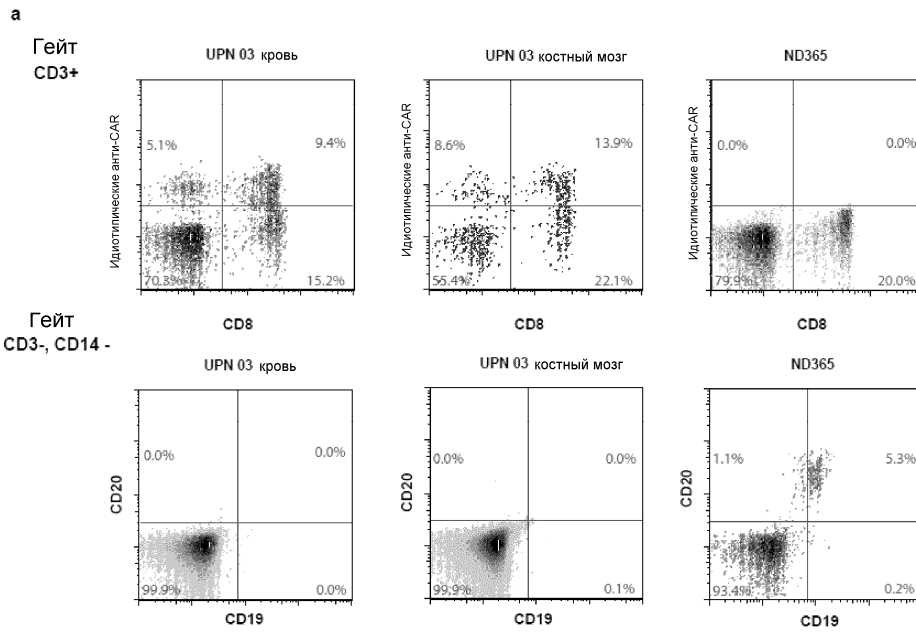 a
Гейт
CD3+
UPN 03 кровь
UPN 03 костный мозг
ND365
Идиотипические анти-CAR
5.1%
9.4%
70.3%
15.2%
CD8
Идиотипические анти-CAR
8.6%
13.9%
55.4%
22.1%
CD8
Идиотипические анти-CAR
0.0%
0.0%
79.9%
20.0%
CD8
Гейт
CD3-, CD14 -
UPN 03 кровь
UPN 03 костный мозг
ND365
CD20
0.0%
0.0%
99.9%
0.0%
CD19
CD20
0.0%
0.0%
99.9%
0.1%
CD19
CD20
1.1%
5.3%
93.4%
0.2%
CD19